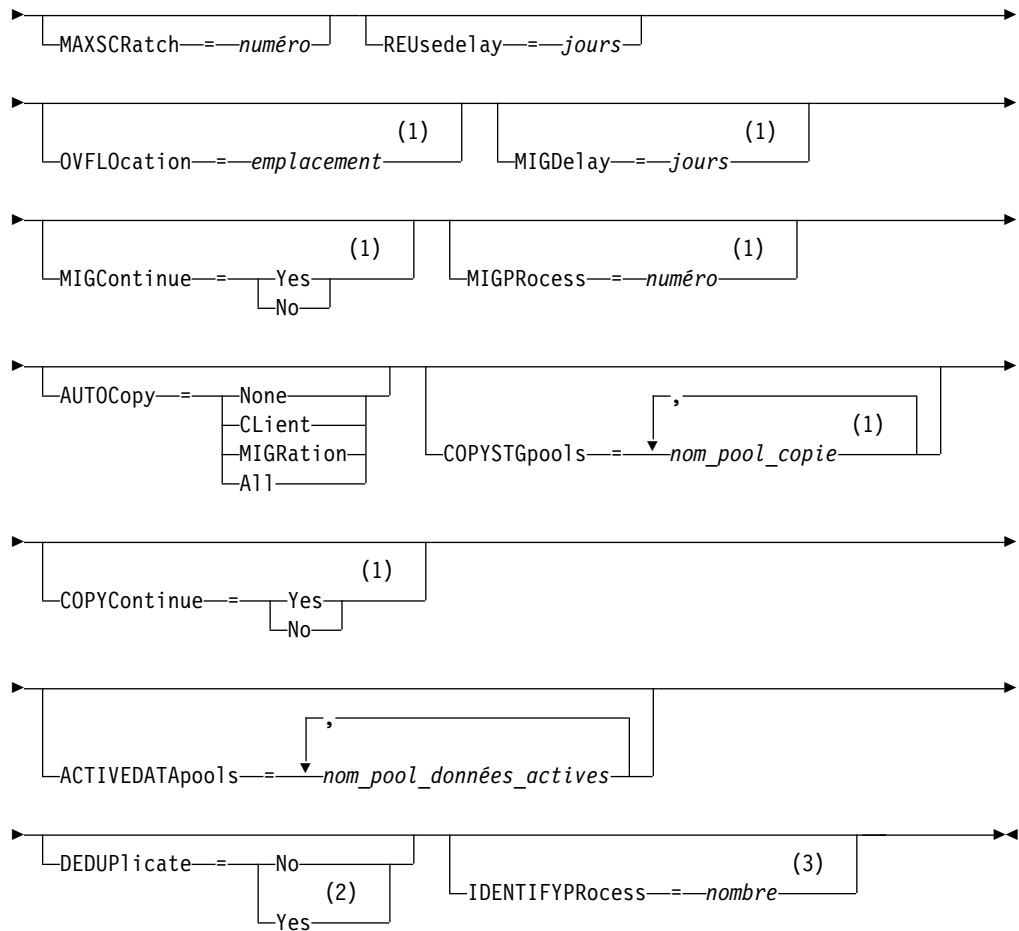 MAXSCRatch = numéro REUsedelay = jours
(1) (1)
OVFLOcation = emplacement MIGDelay = jours
(1) (1)
MIGContinue = Yes MIGPRocess = numéro
No
AUTOCopy = None ,
CLient (1)
MIGRation COPYSTGpools = nom_pool_copie
All
(1)
COPYContinue = Yes
No
,
ACTIVEDATApools = nom_pool_données_actives
DEDUPlicate = No (3)
(2) IDENTIFYPRocess = nombre
Yes